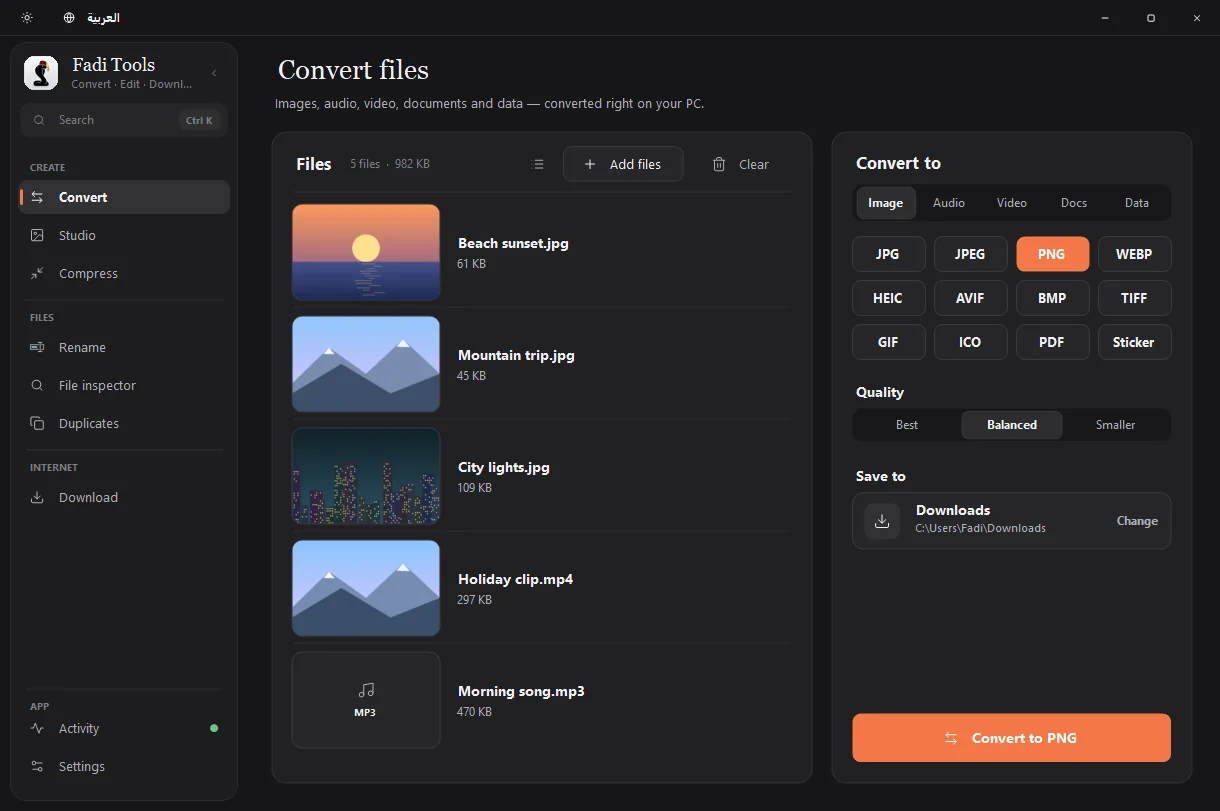 العربية
Fadi Tools
Convert · Edit · Downl...
Search
Ctrl K
CREATE
Convert
Studio
Compress
FILES
Rename
File inspector
Duplicates
INTERNET
Download
APP
Activity
Settings
Convert files
Images, audio, video, documents and data — converted right on your PC.
Files
5 files · 982 KB
Add files
Clear
Beach sunset.jpg
61 KB
Mountain trip.jpg
45 KB
City lights.jpg
109 KB
Holiday clip.mp4
297 KB
MP3
Morning song.mp3
470 KB
Convert to
Image Audio Video Docs Data
JPG JPEG PNG WEBP
HEIC AVIF BMP TIFF
GIF ICO PDF Sticker
Quality
Best Balanced Smaller
Save to
Downloads
C:\Users\Fadi\Downloads
Change
Convert to PNG